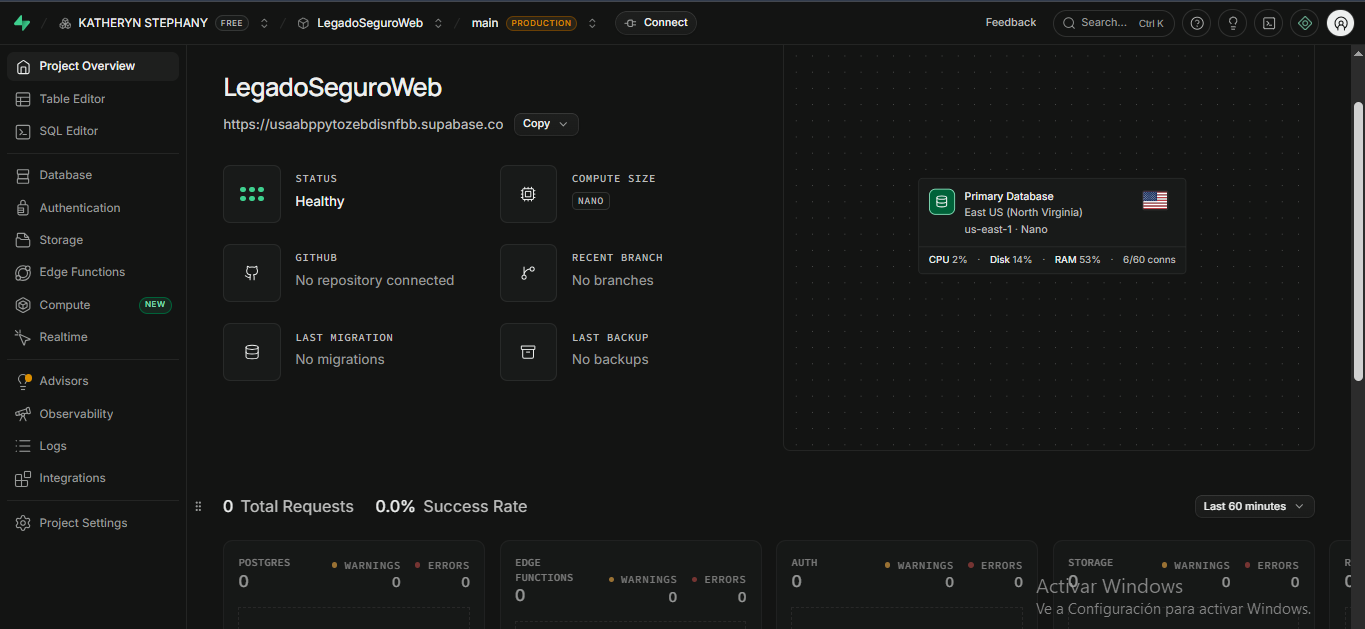 KATHERYN STEPHANY FREE LegadoSeguroWeb main PRODUCTION Connect Feedback Search... Ctrl K
Project Overview
Table Editor
SQL Editor
Database
Authentication
Storage
Edge Functions
Compute NEW
Realtime
Advisors
Observability
Logs
Integrations
Project Settings
LegadoSeguroWeb
https://usaabppytozebdisnfbb.supabase.co Copy
STATUS
Healthy
COMPUTE SIZE
NANO
GITHUB
No repository connected
RECENT BRANCH
No branches
LAST MIGRATION
No migrations
LAST BACKUP
No backups
Primary Database
East US (North Virginia)
us-east-1 · Nano
CPU 2% · Disk 14% · RAM 53% · 6/60 conns
0 Total Requests 0.0% Success Rate Last 60 minutes
POSTGRES
0
WARNINGS
0
ERRORS
0
EDGE
FUNCTIONS
0
WARNINGS
0
ERRORS
0
AUTH
0
WARNINGS
0
ERRORS
0
STORAGE
0
WARNINGS
0
ERRORS
0
Activar Windows
Ve a Configuración para activar Windows.